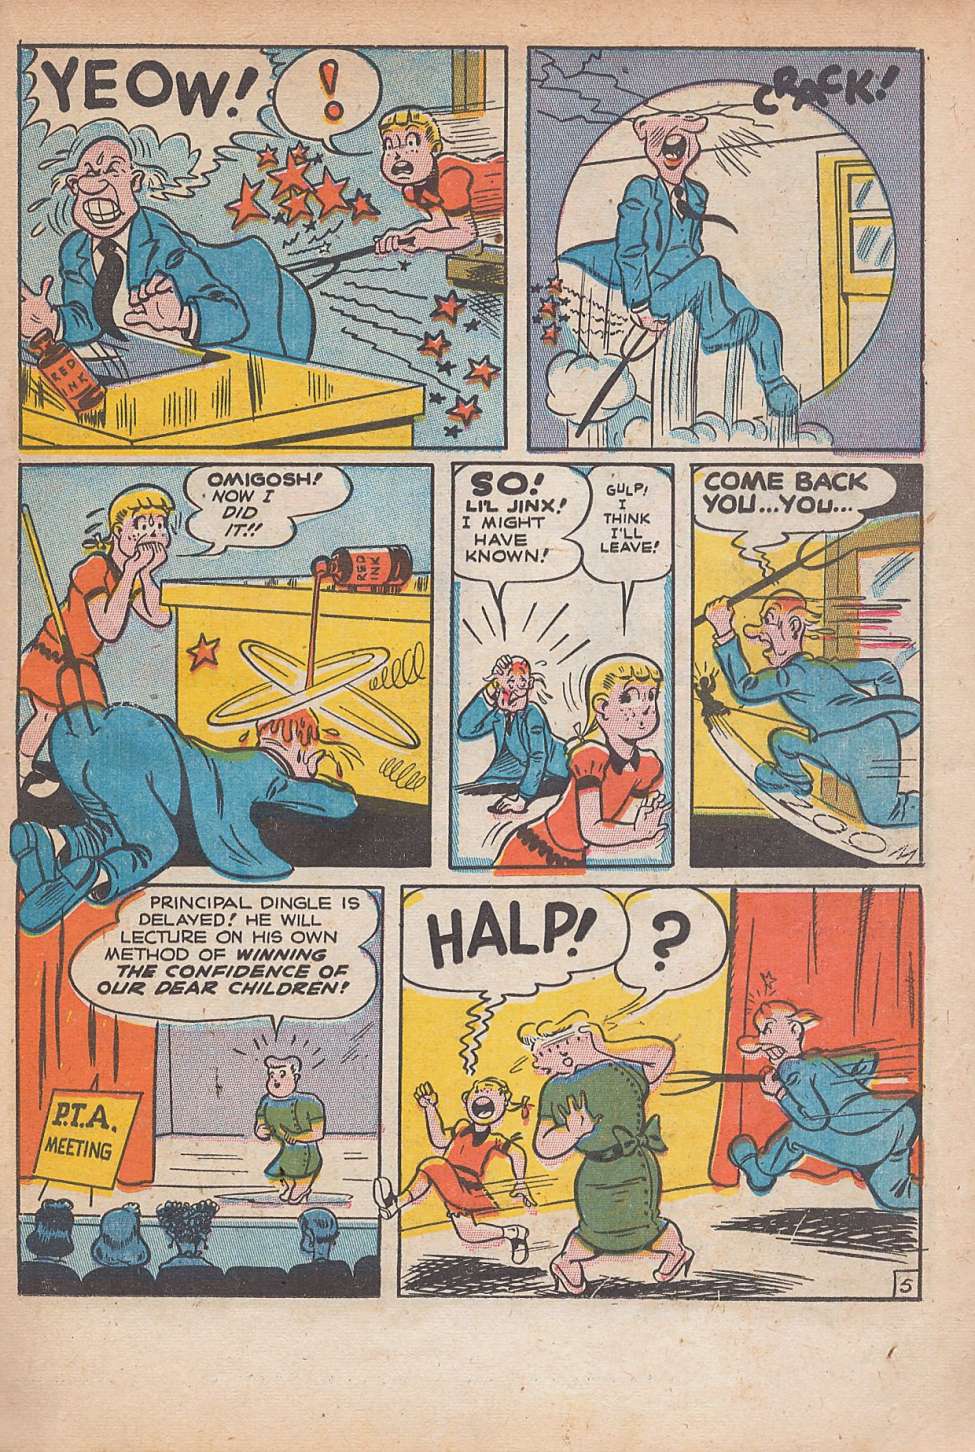 YEOW!
!
RED
INK
CRACK!
OMIGOSH!
NOW I
DID
IT!!
RED
INK
SO!
LI'L JINX!
I MIGHT
HAVE
KNOWN!
GULP!
I
THINK
I'LL
LEAVE!
COME BACK
YOU...YOU...
PRINCIPAL DINGLE IS
DELAYED! HE WILL
LECTURE ON HIS OWN
METHOD OF WINNING
THE CONFIDENCE OF
OUR DEAR CHILDREN!
P.T.A.
MEETING
HALP!
?
5